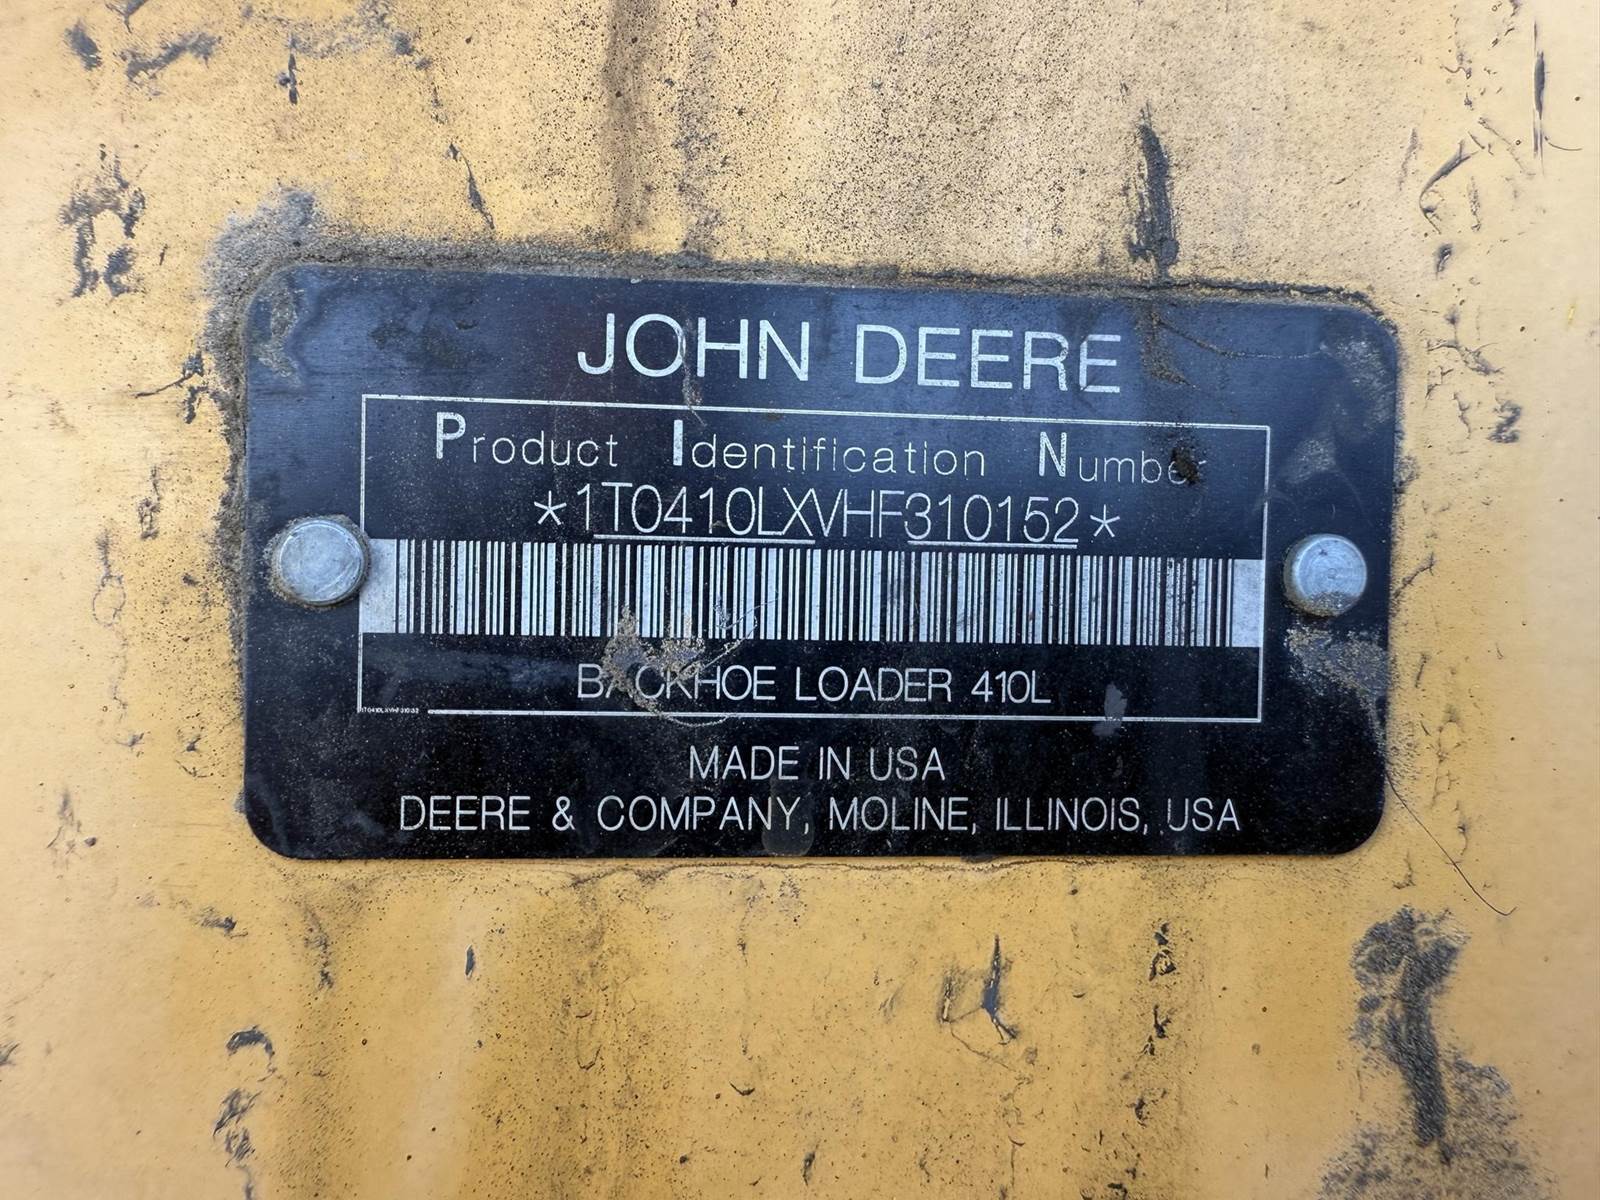 JOHN DEERE
Product Identification Number
*1T0410LXVHF310152*
BACKHOE LOADER 410L
MADE IN USA
DEERE & COMPANY, MOLINE, ILLINOIS, USA